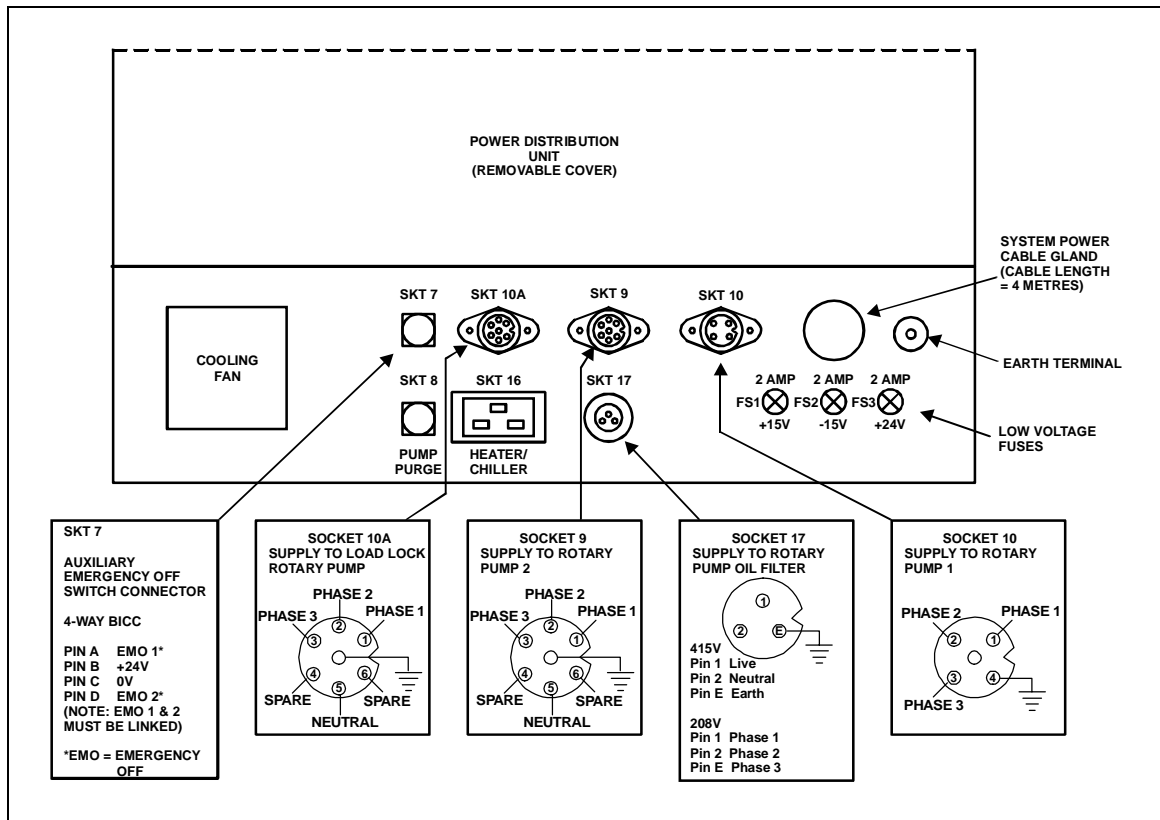 POWER DISTRIBUTION
UNIT
(REMOVABLE COVER)
SYSTEM POWER
CABLE GLAND
(CABLE LENGTH
= 4 METRES)
EARTH TERMINAL
LOW VOLTAGE
FUSES
COOLING
FAN
SKT 7
SKT 10A
SKT 9
SKT 10
SKT 8
SKT 16
SKT 17
PUMP
PURGE
HEATER/
CHILLER
2 AMP
2 AMP
2 AMP
FS1
FS2
FS3
+15V
-15V
+24V
SKT 7
AUXILIARY
EMERGENCY OFF
SWITCH CONNECTOR
4-WAY BICC
PIN A EMO 1*
PIN B +24V
PIN C 0V
PIN D EMO 2*
(NOTE: EMO 1 & 2
MUST BE LINKED)
*EMO = EMERGENCY
OFF
SOCKET 10A
SUPPLY TO LOAD LOCK
ROTARY PUMP
PHASE 2
PHASE 3
PHASE 1
2
3
1
4
6
5
SPARE
SPARE
NEUTRAL
SOCKET 9
SUPPLY TO ROTARY
PUMP 2
PHASE 2
PHASE 3
PHASE 1
2
3
1
4
6
5
SPARE
SPARE
NEUTRAL
SOCKET 17
SUPPLY TO ROTARY
PUMP OIL FILTER
1
2
E
415V
Pin 1 Live
Pin 2 Neutral
Pin E Earth
208V
Pin 1 Phase 1
Pin 2 Phase 2
Pin E Phase 3
SOCKET 10
SUPPLY TO ROTARY
PUMP 1
PHASE 2
PHASE 1
2
1
3
4
PHASE 3